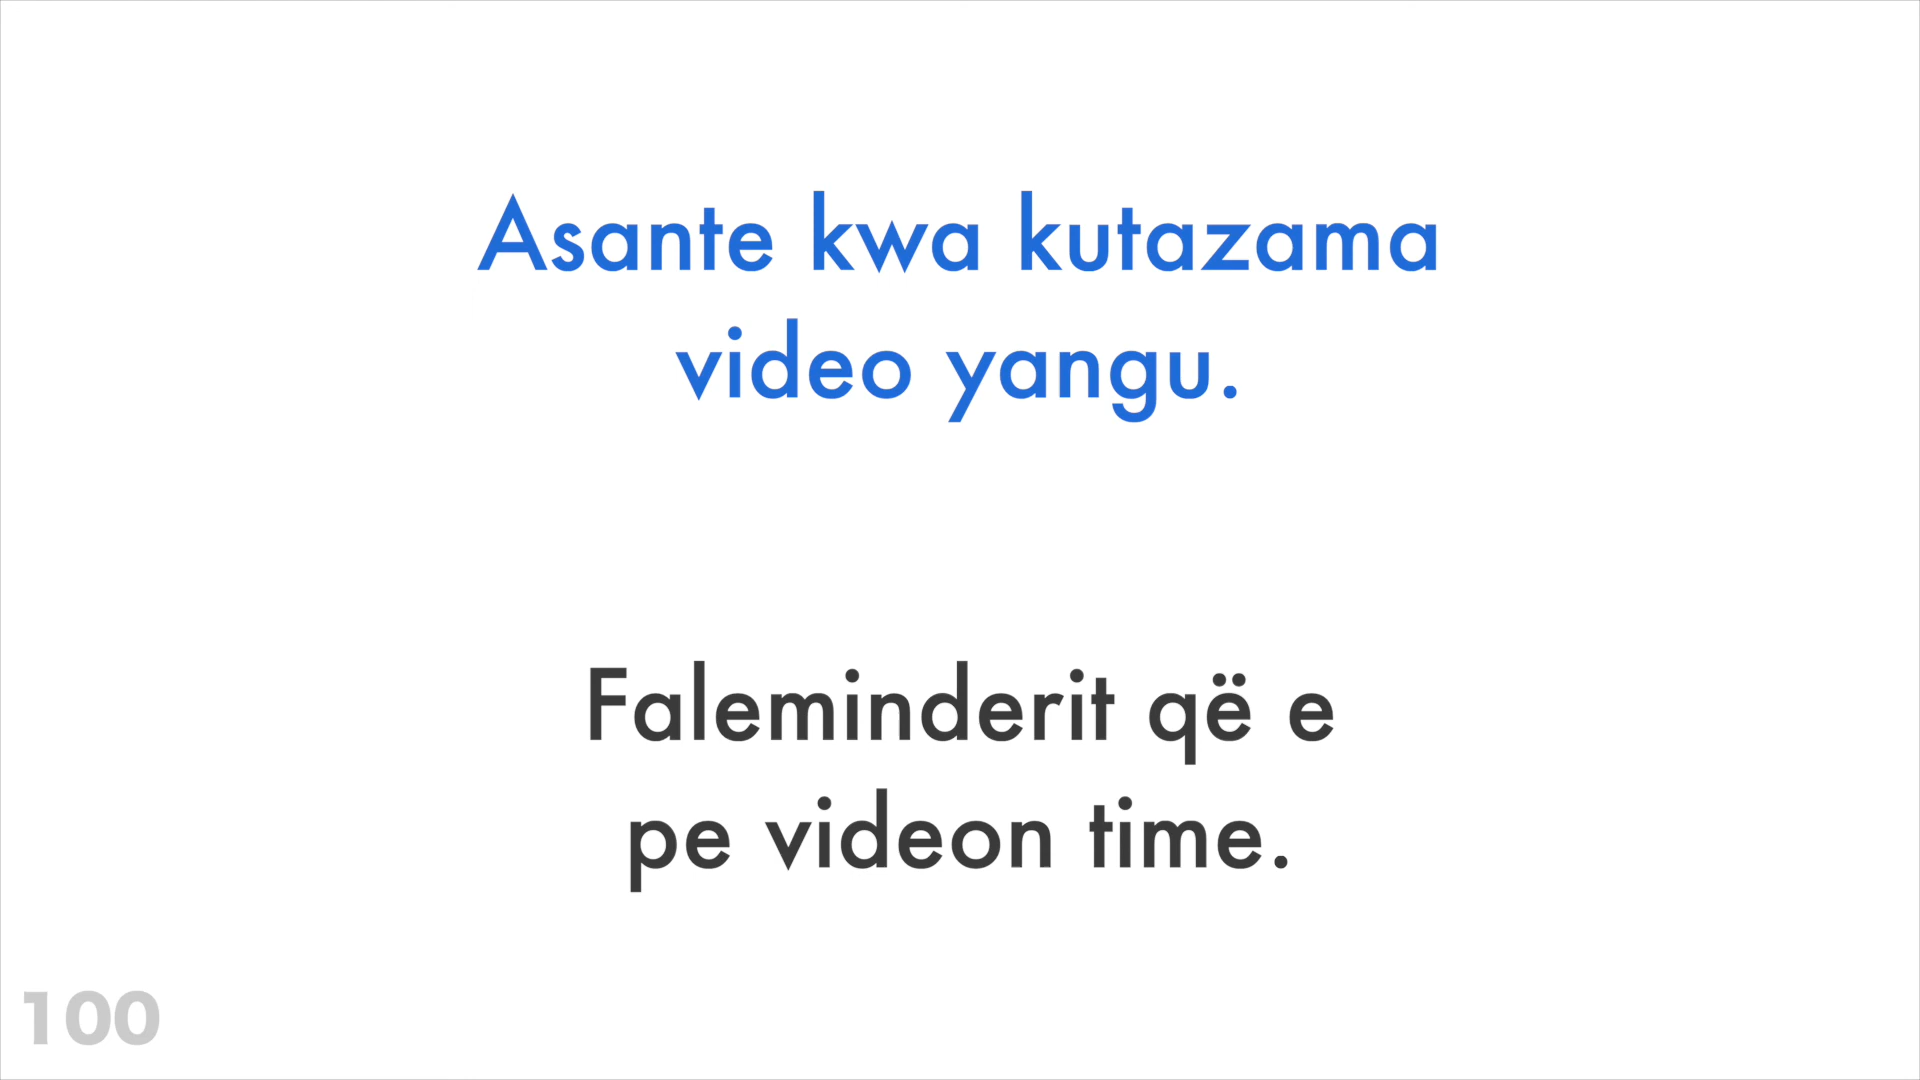 Asante kwa kutazama
video yangu.
Faleminderit që e
pe videon time.
100